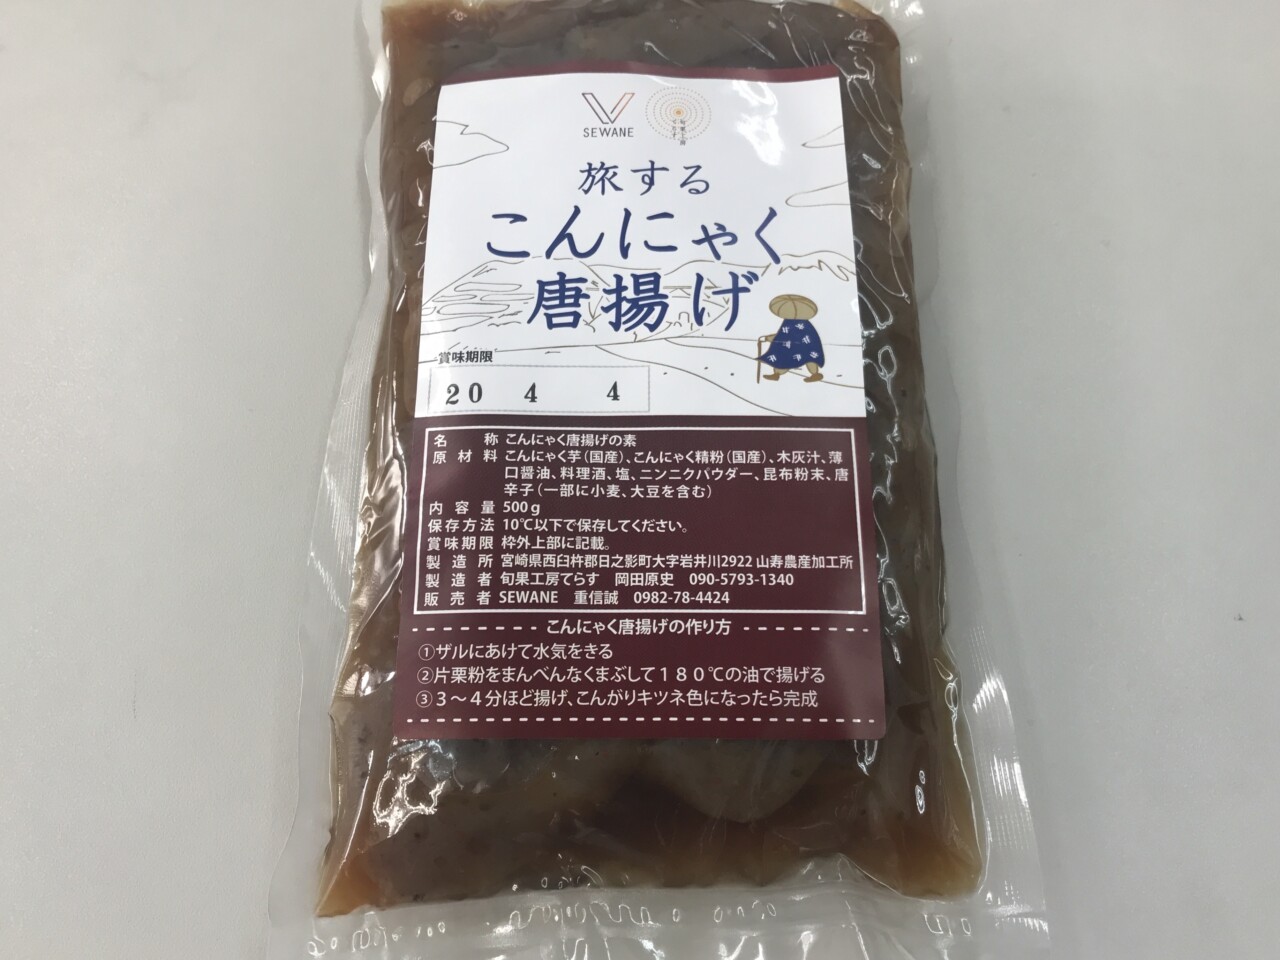 SEWANE
旅する
こんにゃく
唐揚げ
賞味期限
20 4 4
名称 こんにゃく唐揚げの素
原材料 こんにゃく芋(国産)、こんにゃく精粉(国産)、木灰汁、薄
口醤油、料理酒、塩、ニンニクパウダー、昆布粉末、唐
辛子(一部に小麦、大豆を含む)
内容量 500g
保存方法 10℃以下で保存してください。
賞味期限 枠外上部に記載。
製造所 宮崎県西臼杵郡日之影町大字岩井川2922 山寿農産加工所
製造者 旬果工房てらす 岡田原史 090-5793-1340
販売者 SEWANE 重信誠 0982-78-4424
こんにゃく唐揚げの作り方
①ザルにあけて水気をきる
②片栗粉をまんべんなくまぶして180℃の油で揚げる
③3〜4分ほど揚げ、こんがりキツネ色になったら完成